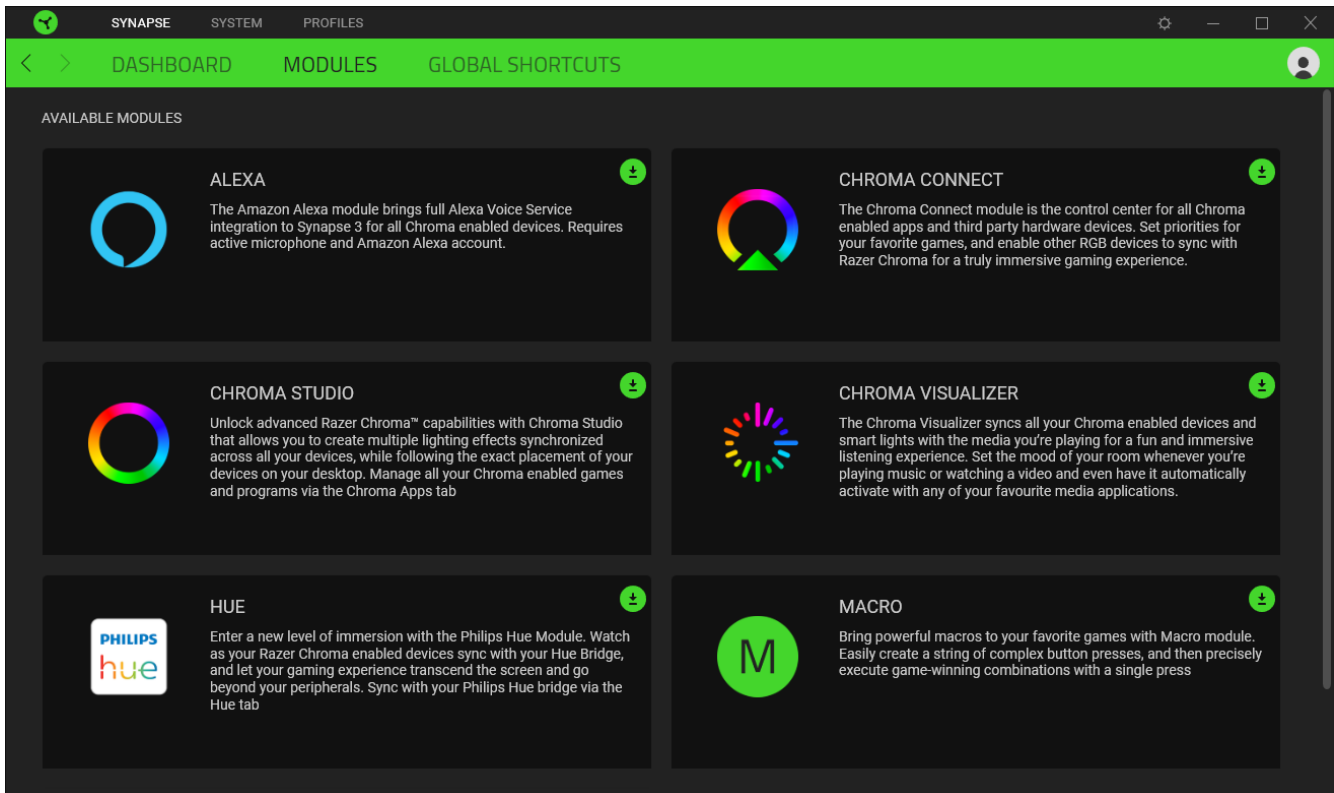 SYNAPSE SYSTEM PROFILES
DASHBOARD MODULES GLOBAL SHORTCUTS
AVAILABLE MODULES
ALEXA
The Amazon Alexa module brings full Alexa Voice Service
integration to Synapse 3 for all Chroma enabled devices. Requires
active microphone and Amazon Alexa account.
CHROMA CONNECT
The Chroma Connect module is the control center for all Chroma
enabled apps and third party hardware devices. Set priorities for
your favorite games, and enable other RGB devices to sync with
Razer Chroma for a truly immersive gaming experience.
CHROMA STUDIO
Unlock advanced Razer Chroma™ capabilities with Chroma Studio
that allows you to create multiple lighting effects synchronized
across all your devices, while following the exact placement of your
devices on your desktop. Manage all your Chroma enabled games
and programs via the Chroma Apps tab
CHROMA VISUALIZER
The Chroma Visualizer syncs all your Chroma enabled devices and
smart lights with the media you're playing for a fun and immersive
listening experience. Set the mood of your room whenever you're
playing music or watching a video and even have it automatically
activate with any of your favourite media applications.
PHILIPS
hue
HUE
Enter a new level of immersion with the Philips Hue Module. Watch
as your Razer Chroma enabled devices sync with your Hue Bridge,
and let your gaming experience transcend the screen and go
beyond your peripherals. Sync with your Philips Hue bridge via the
Hue tab
M
MACRO
Bring powerful macros to your favorite games with Macro module.
Easily create a string of complex button presses, and then precisely
execute game-winning combinations with a single press